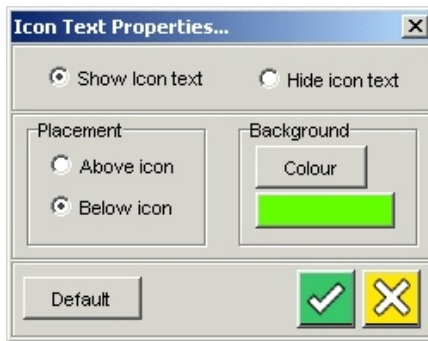 Icon Text Properties...
Show Icon text
Hide icon text
Placement
Above icon
Below icon
Background
Colour
Default